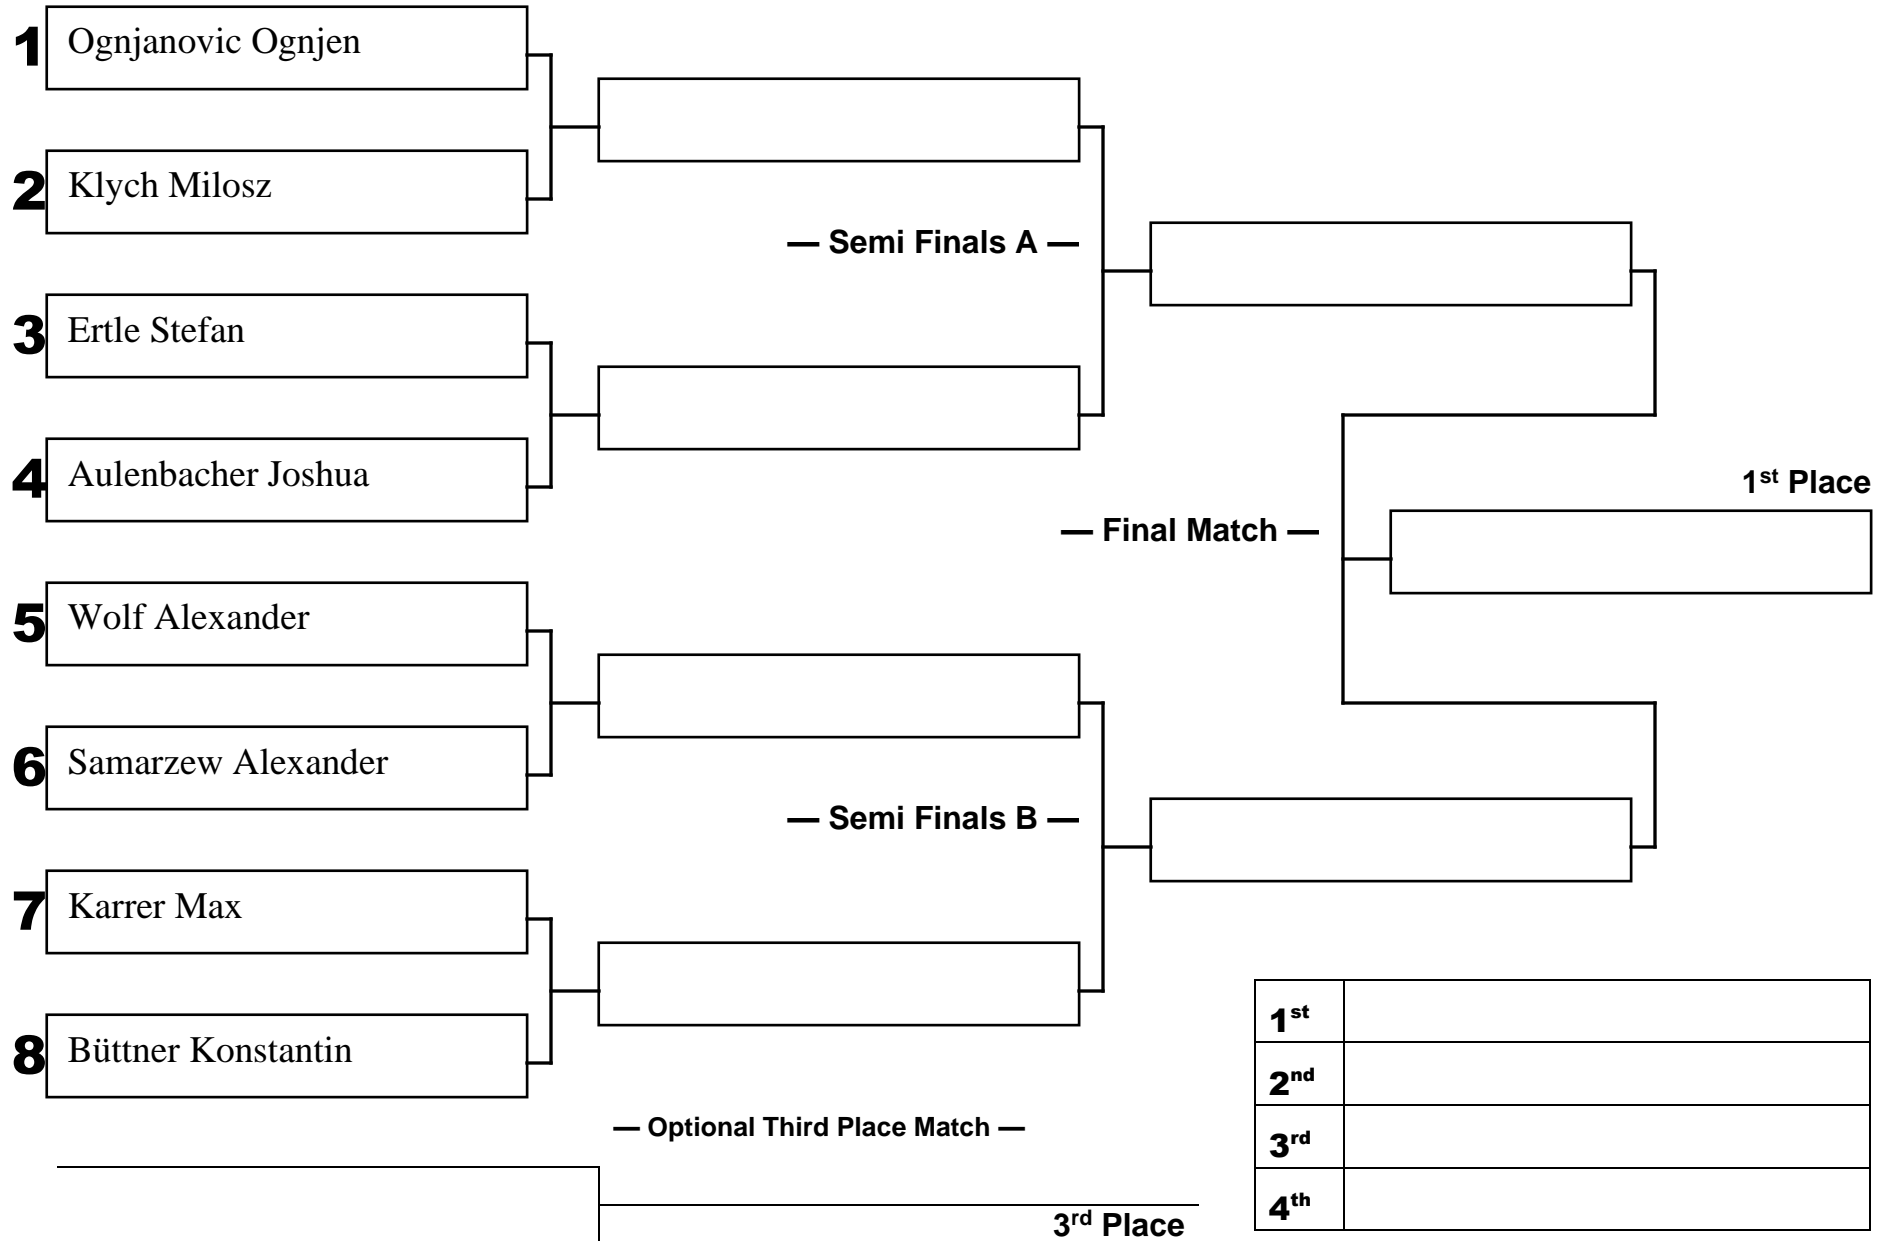 1 Ognjanovic Ognjen
2 Klych Milosz
— Semi Finals A —
3 Ertle Stefan
4 Aulenbacher Joshua
1st Place
— Final Match —
5 Wolf Alexander
6 Samarzew Alexander
— Semi Finals B —
7 Karrer Max
8 Büttner Konstantin
— Optional Third Place Match —
3rd Place
1st
2nd
3rd
4th